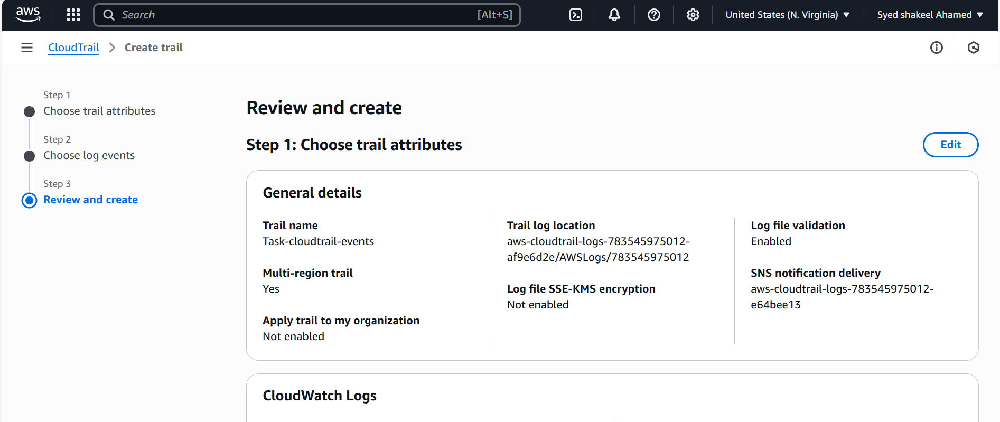 aws
Search
[Alt+S]
United States (N. Virginia)
Syed shakeel Ahamed
CloudTrail
Create trail
Step 1
Choose trail attributes
Step 2
Choose log events
Step 3
Review and create
Review and create
Step 1: Choose trail attributes
Edit
General details
Trail name
Task-cloudtrail-events
Multi-region trail
Yes
Apply trail to my organization
Not enabled
Trail log location
aws-cloudtrail-logs-783545975012-
af9e6d2e/AWSLogs/783545975012
Log file SSE-KMS encryption
Not enabled
Log file validation
Enabled
SNS notification delivery
aws-cloudtrail-logs-783545975012-
e64bee13
CloudWatch Logs